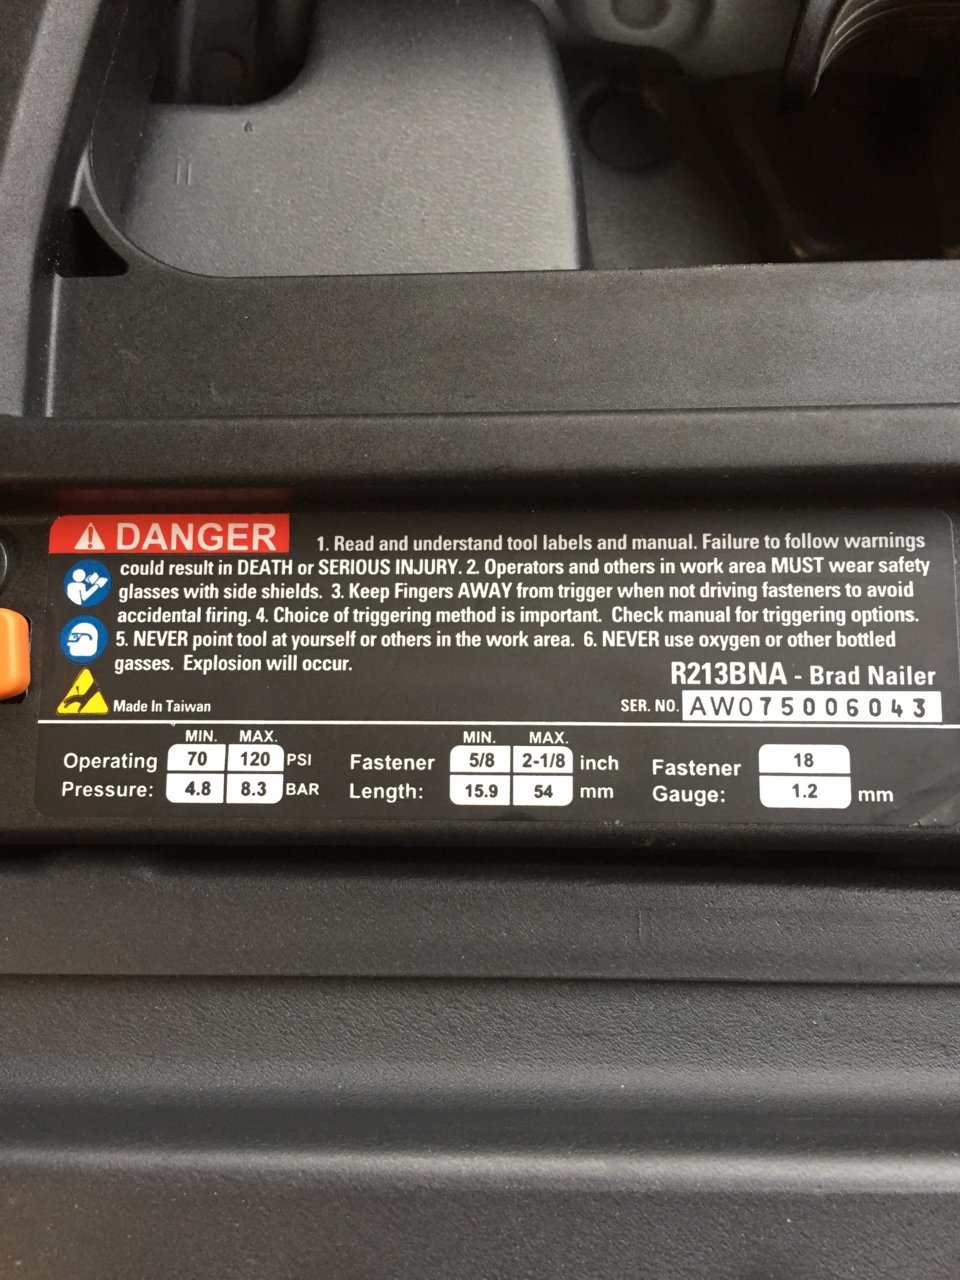 DANGER
1. Read and understand tool labels and manual. Failure to follow warnings
could result in DEATH or SERIOUS INJURY. 2. Operators and others in work area MUST wear safety
glasses with side shields. 3. Keep Fingers AWAY from trigger when not driving fasteners to avoid
accidental firing. 4. Choice of triggering method is important. Check manual for triggering options.
5. NEVER point tool at yourself or others in the work area. 6. NEVER use oxygen or other bottled
gasses. Explosion will occur.
R213BNA - Brad Nailer
Made In Taiwan
SER. NO. AW075006043
MIN. MAX. MIN. MAX.
Operating 70 120 PSI Fastener 5/8 2-1/8 inch Fastener 18
Pressure: 4.8 8.3 BAR Length: 15.9 54 mm Gauge: 1.2 mm